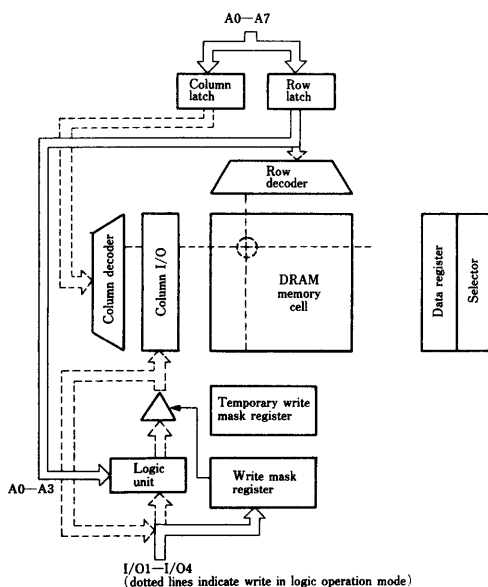 A0—A7
Column
latch
Row
latch
Row
decoder
Column decoder
Column I/O
DRAM
memory
cell
Data register
Selector
Temporary write
mask register
Logic
unit
Write mask
register
A0—A3
I/O1—I/O4
(dotted lines indicate write in logic operation mode)